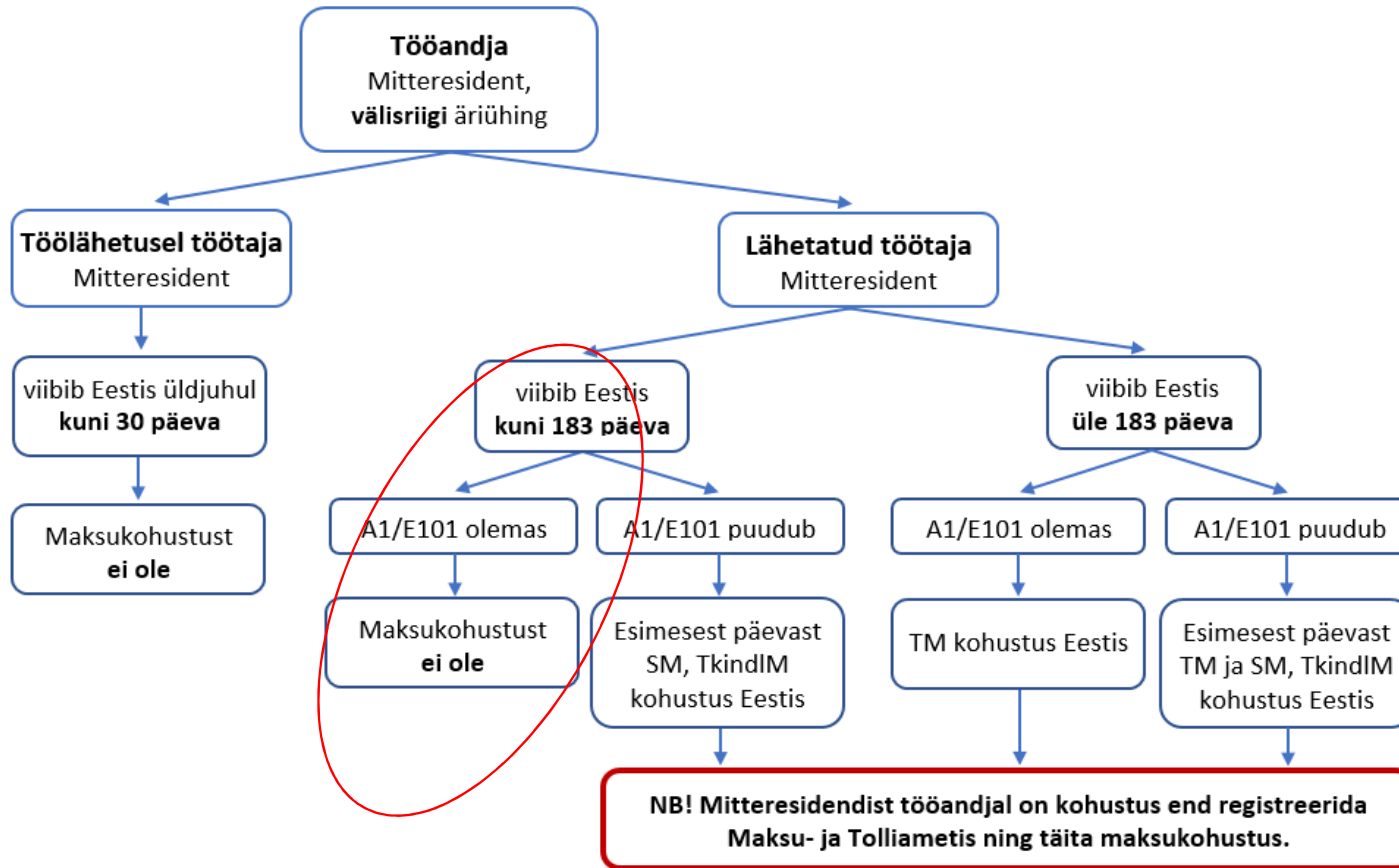 Tööandja
Mitteresident,
välisriigi äriühing
Töölähetusel töötaja
Mitteresident
Lähetatud töötaja
Mitteresident
viibib Eestis üldjuhul
kuni 30 päeva
viibib Eestis
kuni 183 päeva
viibib Eestis
üle 183 päeva
Maksukohustust
ei ole
A1/E101 olemas
A1/E101 puudub
A1/E101 olemas
A1/E101 puudub
Maksukohustust
ei ole
Esimesest päevast
SM, TkindlM
kohustus Eestis
TM kohustus Eestis
Esimesest päevast
TM ja SM, TkindlM
kohustus Eestis
NB! Mitteresidendist tööandjal on kohustus end registreerida
Maksu- ja Tolliametis ning täita maksukohustus.